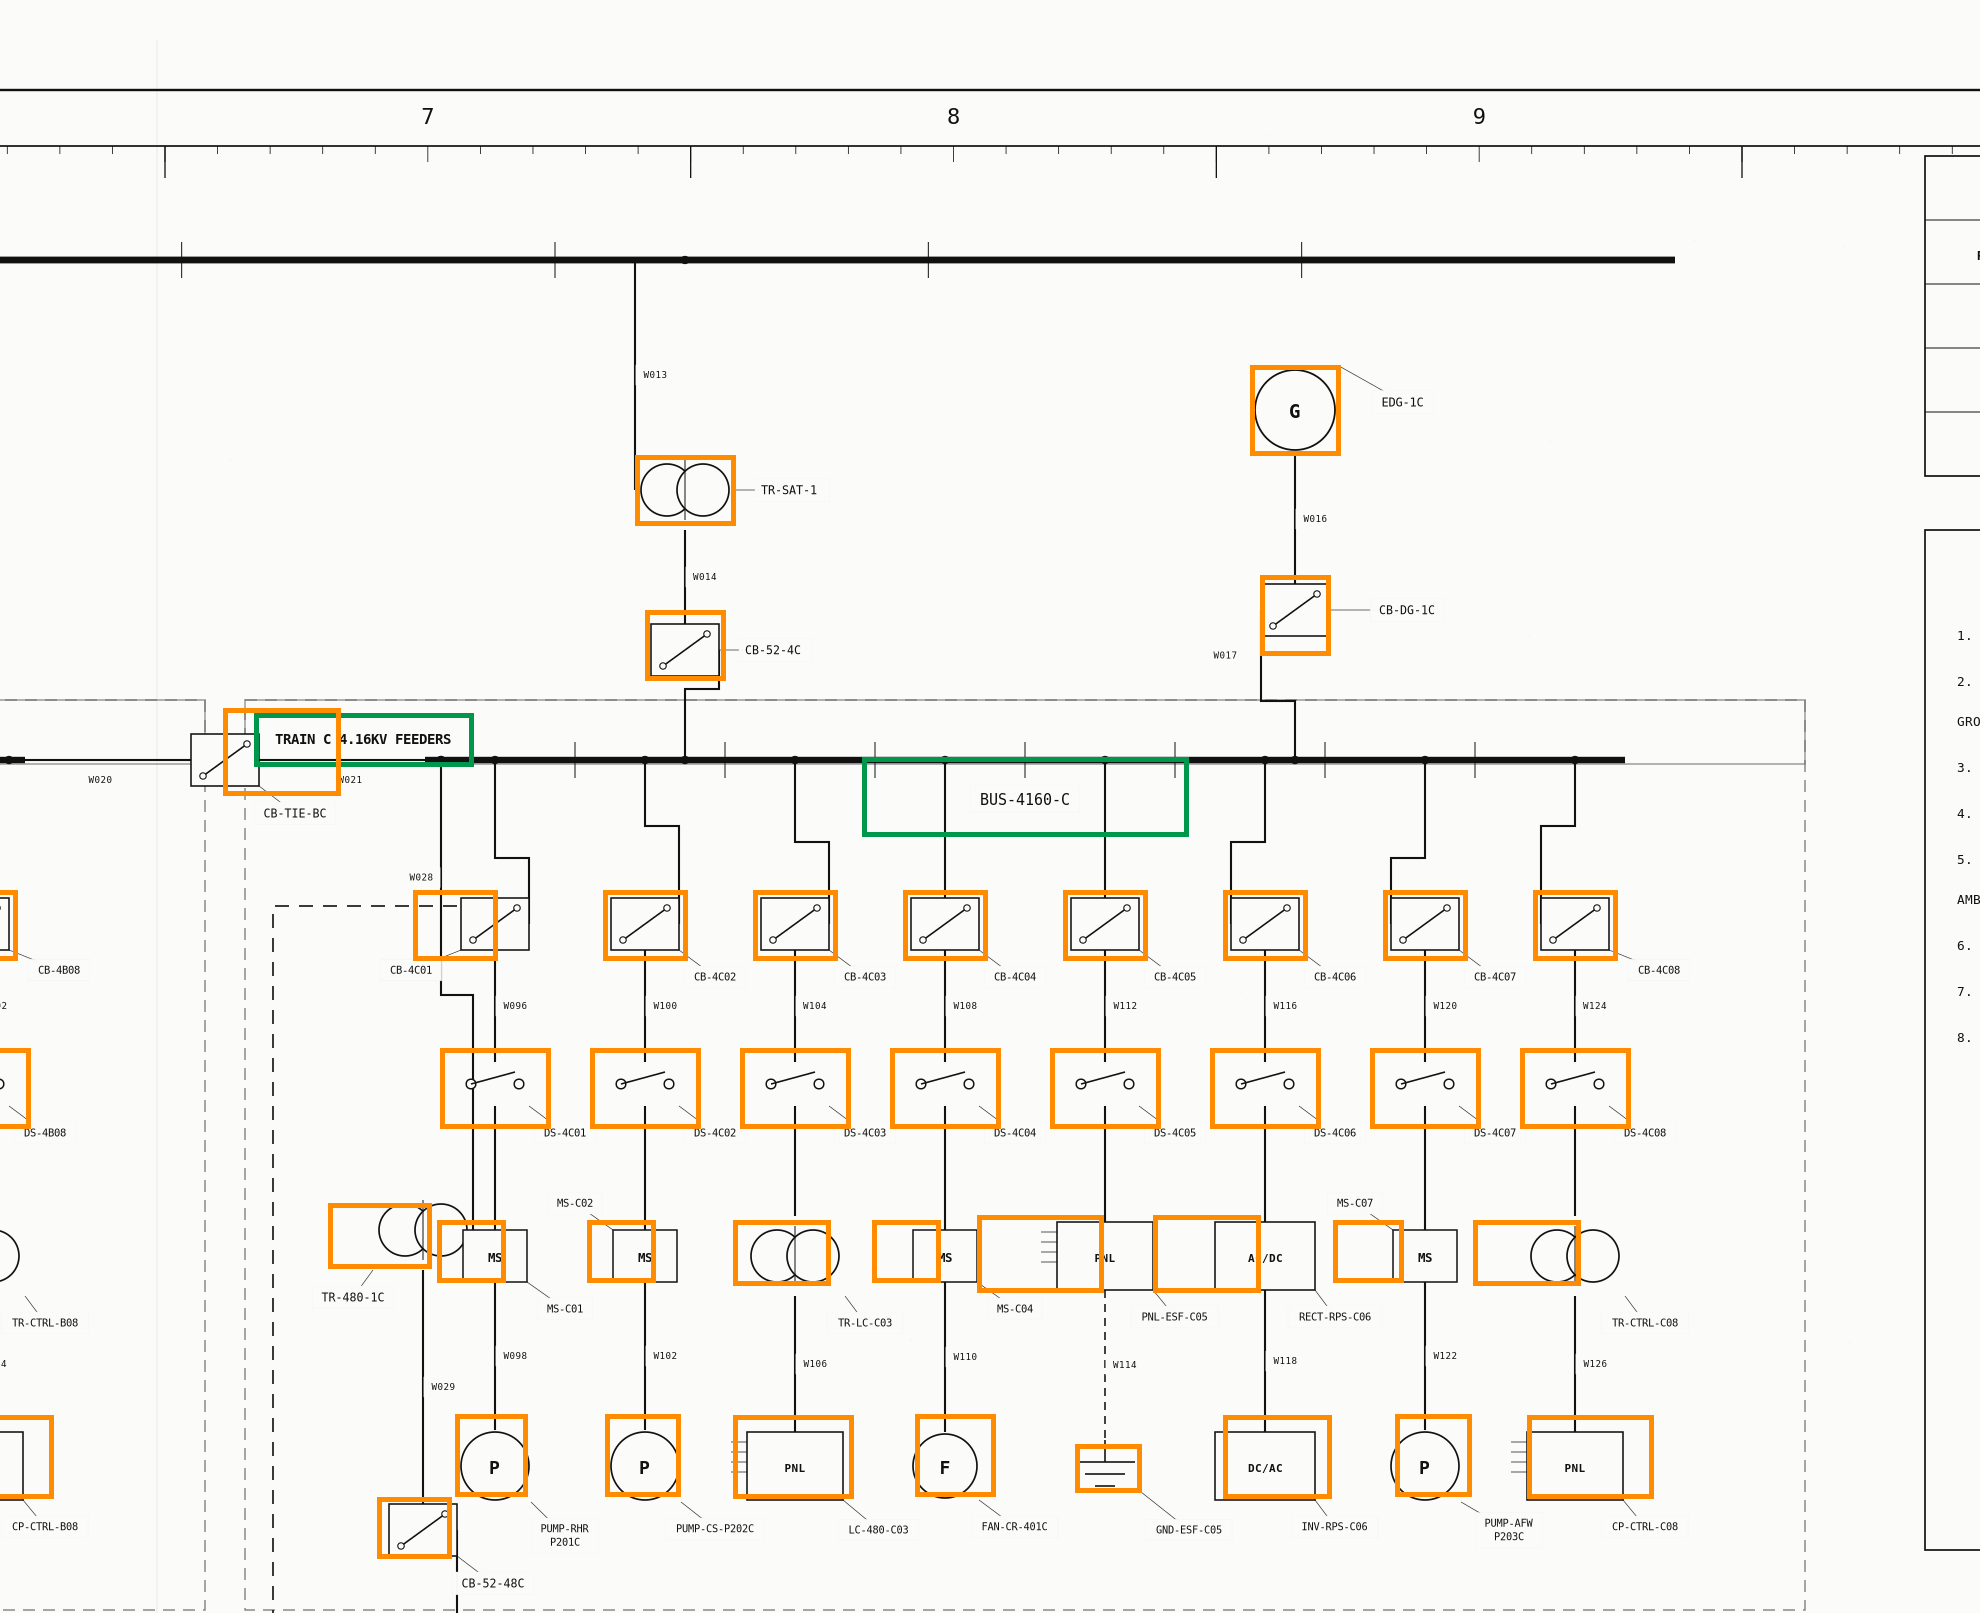 7 8 9
W013
EDG-1C
G
TR-SAT-1
W016
W014
CB-DG-1C
CB-52-4C
W017
TRAIN C 4.16KV FEEDERS
W020
W021
CB-TIE-BC
BUS-4160-C
W028
CB-4B08
CB-4C01
CB-4C02
CB-4C03
CB-4C04
CB-4C05
CB-4C06
CB-4C07
CB-4C08
W096
W100
W104
W108
W112
W116
W120
W124
DS-4B08
DS-4C01
DS-4C02
DS-4C03
DS-4C04
DS-4C05
DS-4C06
DS-4C07
DS-4C08
MS-C02
MS-C07
MS
MS
MS
PNL
AC/DC
MS
TR-480-1C
MS-C01
MS-C04
PNL-ESF-C05
RECT-RPS-C06
TR-CTRL-B08
TR-LC-C03
TR-CTRL-C08
W098
W102
W106
W110
W114
W118
W122
W126
4
W029
P
P
PNL
F
DC/AC
P
PNL
CP-CTRL-B08
PUMP-RHR
P201C
PUMP-CS-P202C
LC-480-C03
FAN-CR-401C
GND-ESF-C05
INV-RPS-C06
PUMP-AFW
P203C
CP-CTRL-C08
CB-52-48C
1.
2.
GRO
3.
4.
5.
AMB
6.
7.
8.